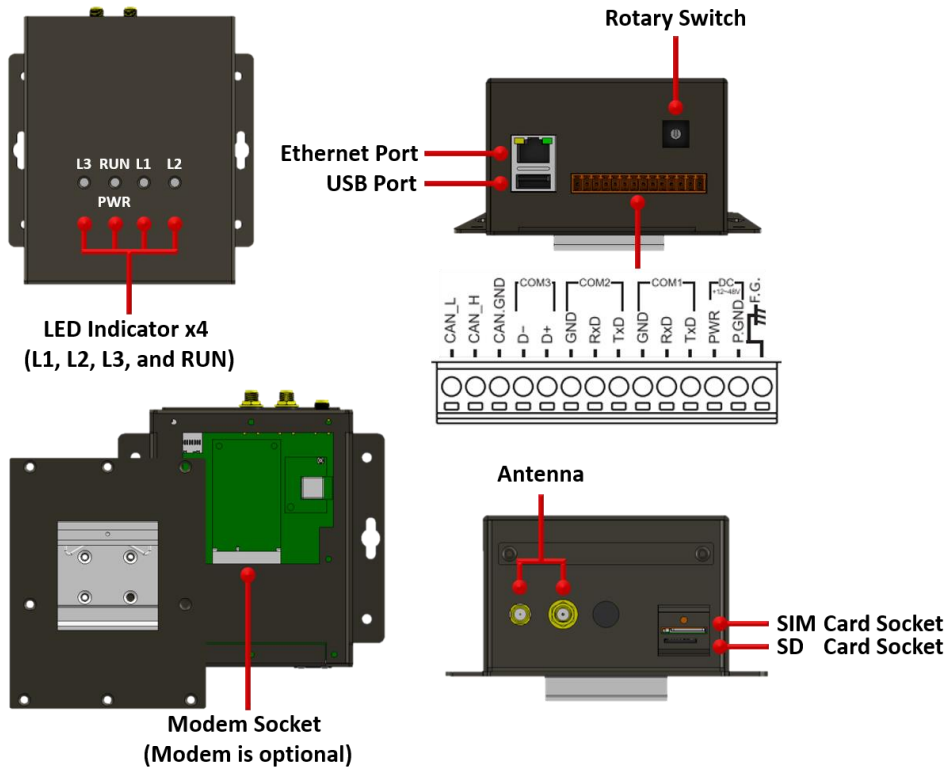 Rotary Switch
L3 RUN L1 L2
PWR
LED Indicator x4
(L1, L2, L3, and RUN)
Ethernet Port
USB Port
COM3 COM2 COM1 DC
+12~48V
CAN_L CAN_H CAN.GND D− D+ GND RxD TxD GND RxD TxD PWR P.GND F.G.
Modem Socket
(Modem is optional)
Antenna
SIM Card Socket
SD Card Socket